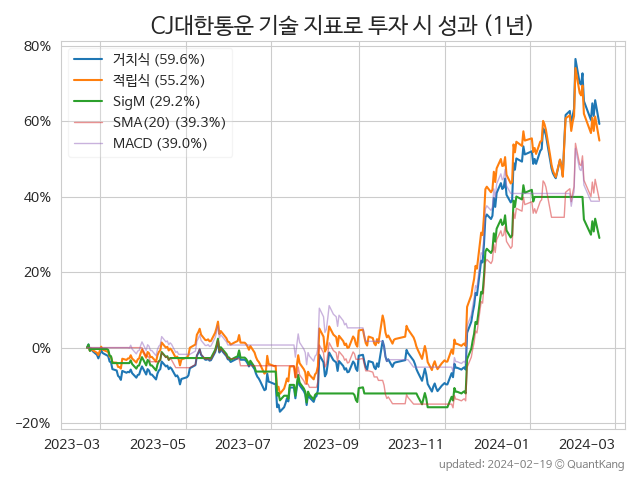 CJ대한통운 기술 지표로 투자 시 성과 (1년)
80%
60%
40%
20%
0%
−20%
거치식 (59.6%)
적립식 (55.2%)
SigM (29.2%)
SMA(20) (39.3%)
MACD (39.0%)
2023-03 2023-05 2023-07 2023-09 2023-11 2024-01 2024-03
updated: 2024-02-19 © QuantKang